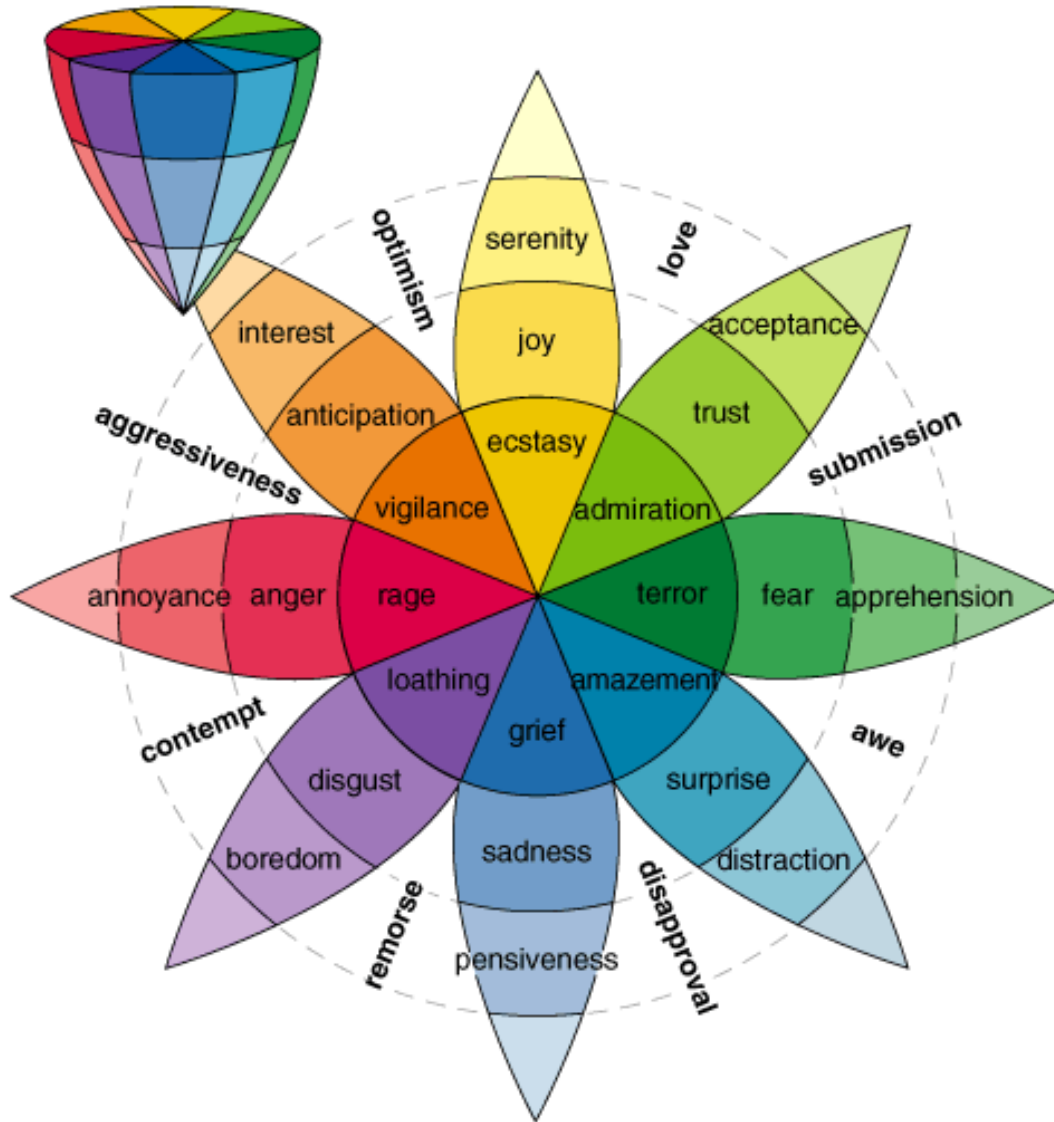 optimism
love
serenity
interest
acceptance
joy
anticipation
trust
aggressiveness
ecstasy
submission
vigilance
admiration
annoyance
anger
rage
terror
fear
apprehension
loathing
amazement
contempt
grief
awe
disgust
surprise
boredom
sadness
distraction
remorse
disapproval
pensiveness